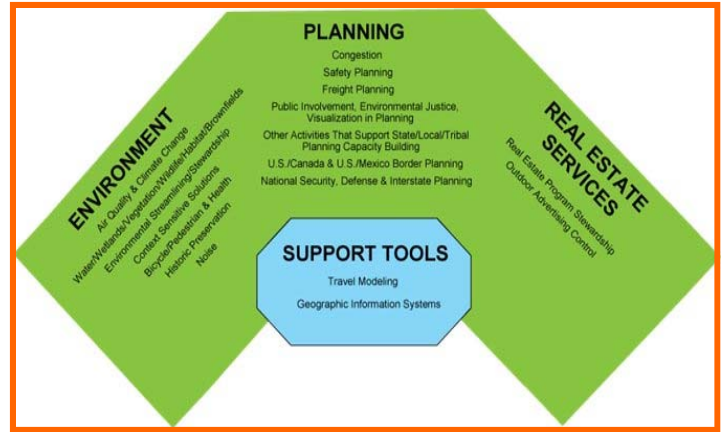 PLANNING
Congestion
Safety Planning
Freight Planning
Public Involvement, Environmental Justice,
Visualization in Planning
Other Activities That Support State/Local/Tribal
Planning Capacity Building
U.S./Canada & U.S./Mexico Border Planning
National Security, Defense & Interstate Planning
ENVIRONMENT
Air Quality & Climate Change
Water/Wetlands/Vegetation/Wildlife/Habitat/Brownfields
Environmental Streamlining/Stewardship
Context Sensitive Solutions
Bicycle/Pedestrian & Health
Historic Preservation
Noise
REAL ESTATE
SERVICES
Real Estate Program Stewardship
Outdoor Advertising Control
SUPPORT TOOLS
Travel Modeling
Geographic Information Systems